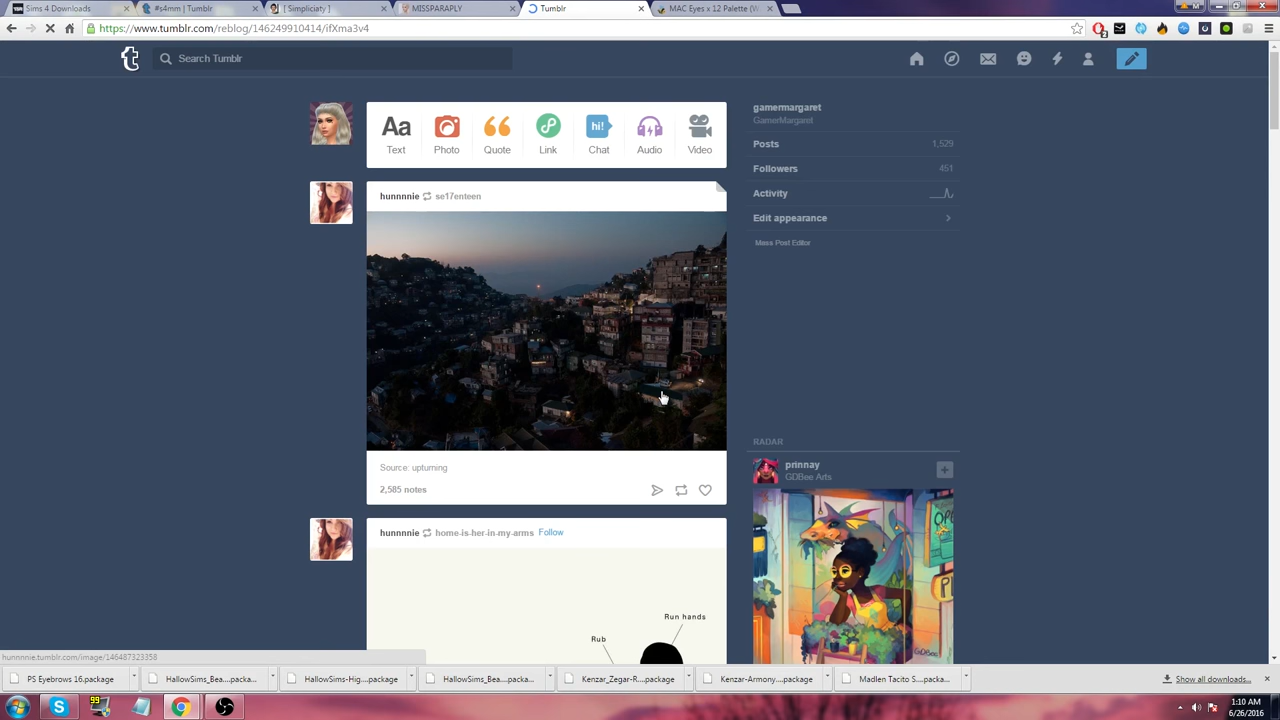 Sims 4 Downloads
#s4mm | Tumblr
[ Simpliciaty ]
MISSPARAPLY
Tumblr
MAC Eyes x 12 Palette (W
M
https://www.tumblr.com/reblog/146249910414/ifXma3v4
2
t
Search Tumblr
Aa
hi!
Text
Photo
Quote
Link
Chat
Audio
Video
gamermargaret
GamerMargaret
Posts 1,529
Followers 451
Activity
Edit appearance
Mass Post Editor
hunnnnie se17enteen
Source: upturning
2,585 notes
RADAR
prinnay
GDBee Arts
OPE
GDBee
hunnnnie home-is-her-in-my-arms Follow
Run hands
Rub
hunnnnie.tumblr.com/image/146487323358
PS Eyebrows 16.package
HallowSims_Bea....packa...
HallowSims-Hig....package
HallowSims_Bea....packa...
Kenzar_Zegar-R....package
Kenzar-Armony....package
Madlen Tacito S....packa...
Show all downloads...
99
1:10 AM
6/26/2016